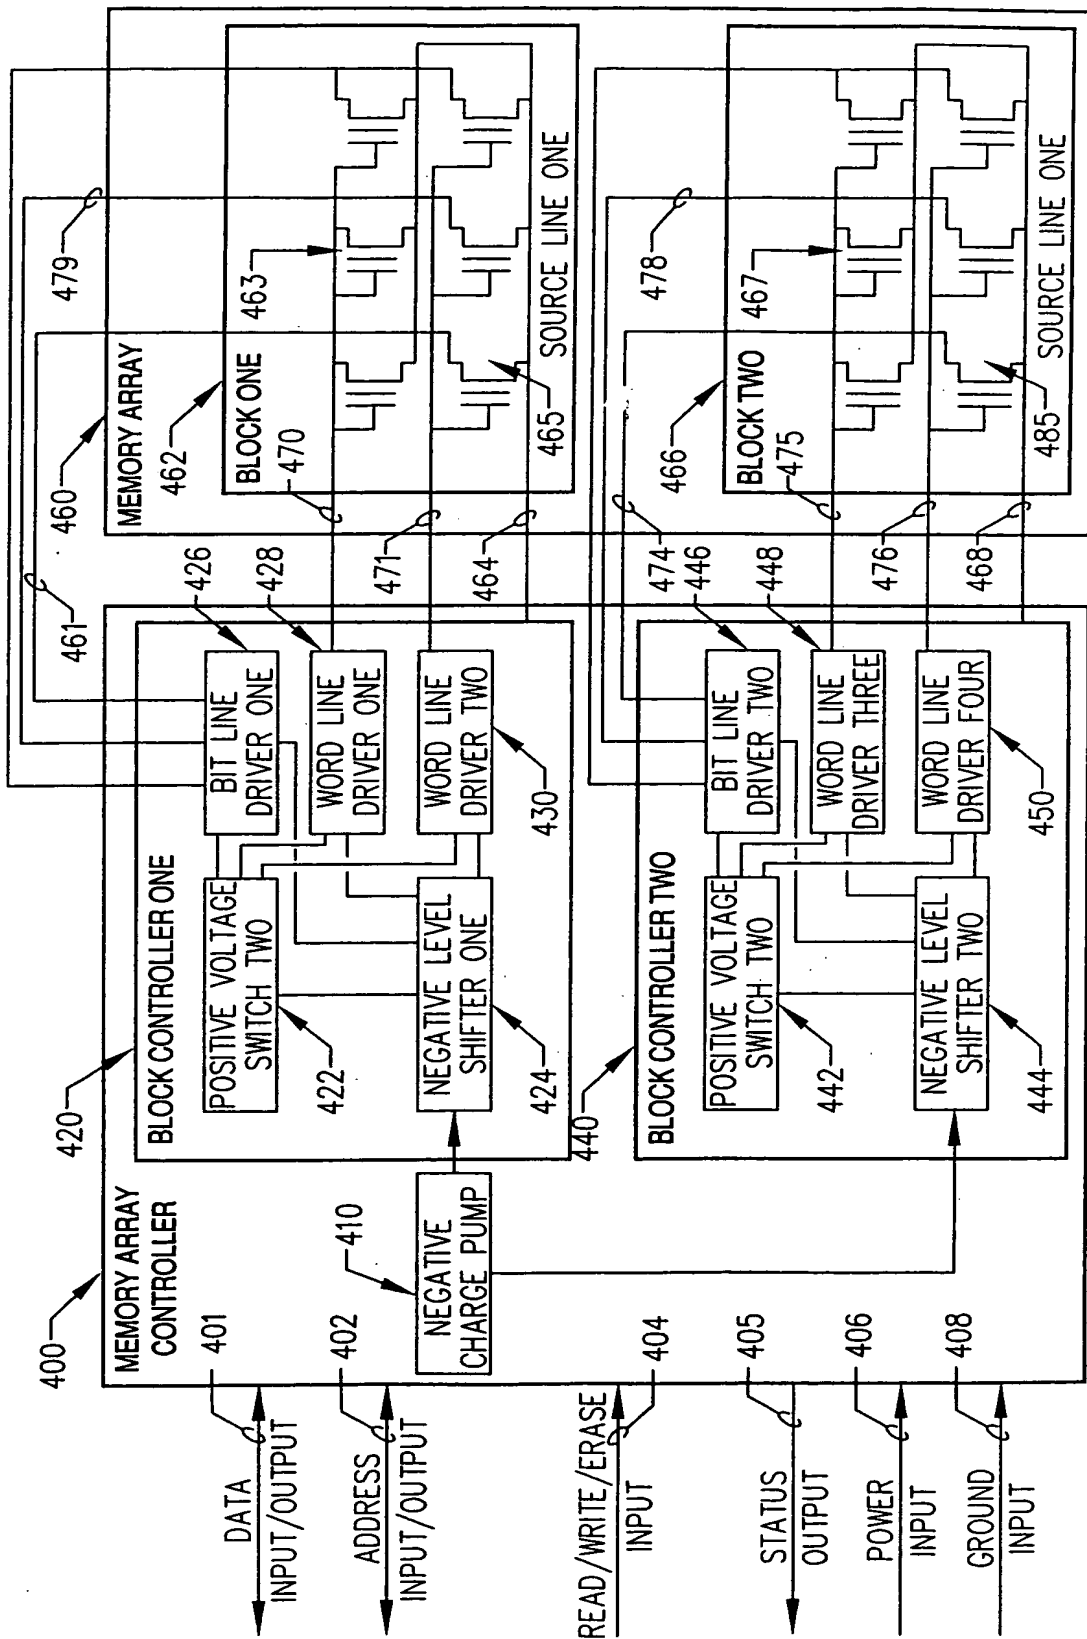 400
MEMORY ARRAY
CONTROLLER
401
DATA
INPUT/OUTPUT
402
ADDRESS
INPUT/OUTPUT
READ/WRITE/ERASE
INPUT
404
STATUS
OUTPUT
405
POWER
INPUT
406
GROUND
INPUT
408
410
NEGATIVE
CHARGE PUMP
420
BLOCK CONTROLLER ONE
POSITIVE VOLTAGE
SWITCH TWO
422
NEGATIVE LEVEL
SHIFTER ONE
424
BIT LINE
DRIVER ONE
426
WORD LINE
DRIVER ONE
428
WORD LINE
DRIVER TWO
430
440
BLOCK CONTROLLER TWO
POSITIVE VOLTAGE
SWITCH TWO
442
NEGATIVE LEVEL
SHIFTER TWO
444
BIT LINE
DRIVER TWO
446
WORD LINE
DRIVER THREE
448
WORD LINE
DRIVER FOUR
450
461
460
MEMORY ARRAY
462
BLOCK ONE
470
471
464
479
463
465
SOURCE LINE ONE
474
466
BLOCK TWO
475
476
468
478
467
485
SOURCE LINE ONE